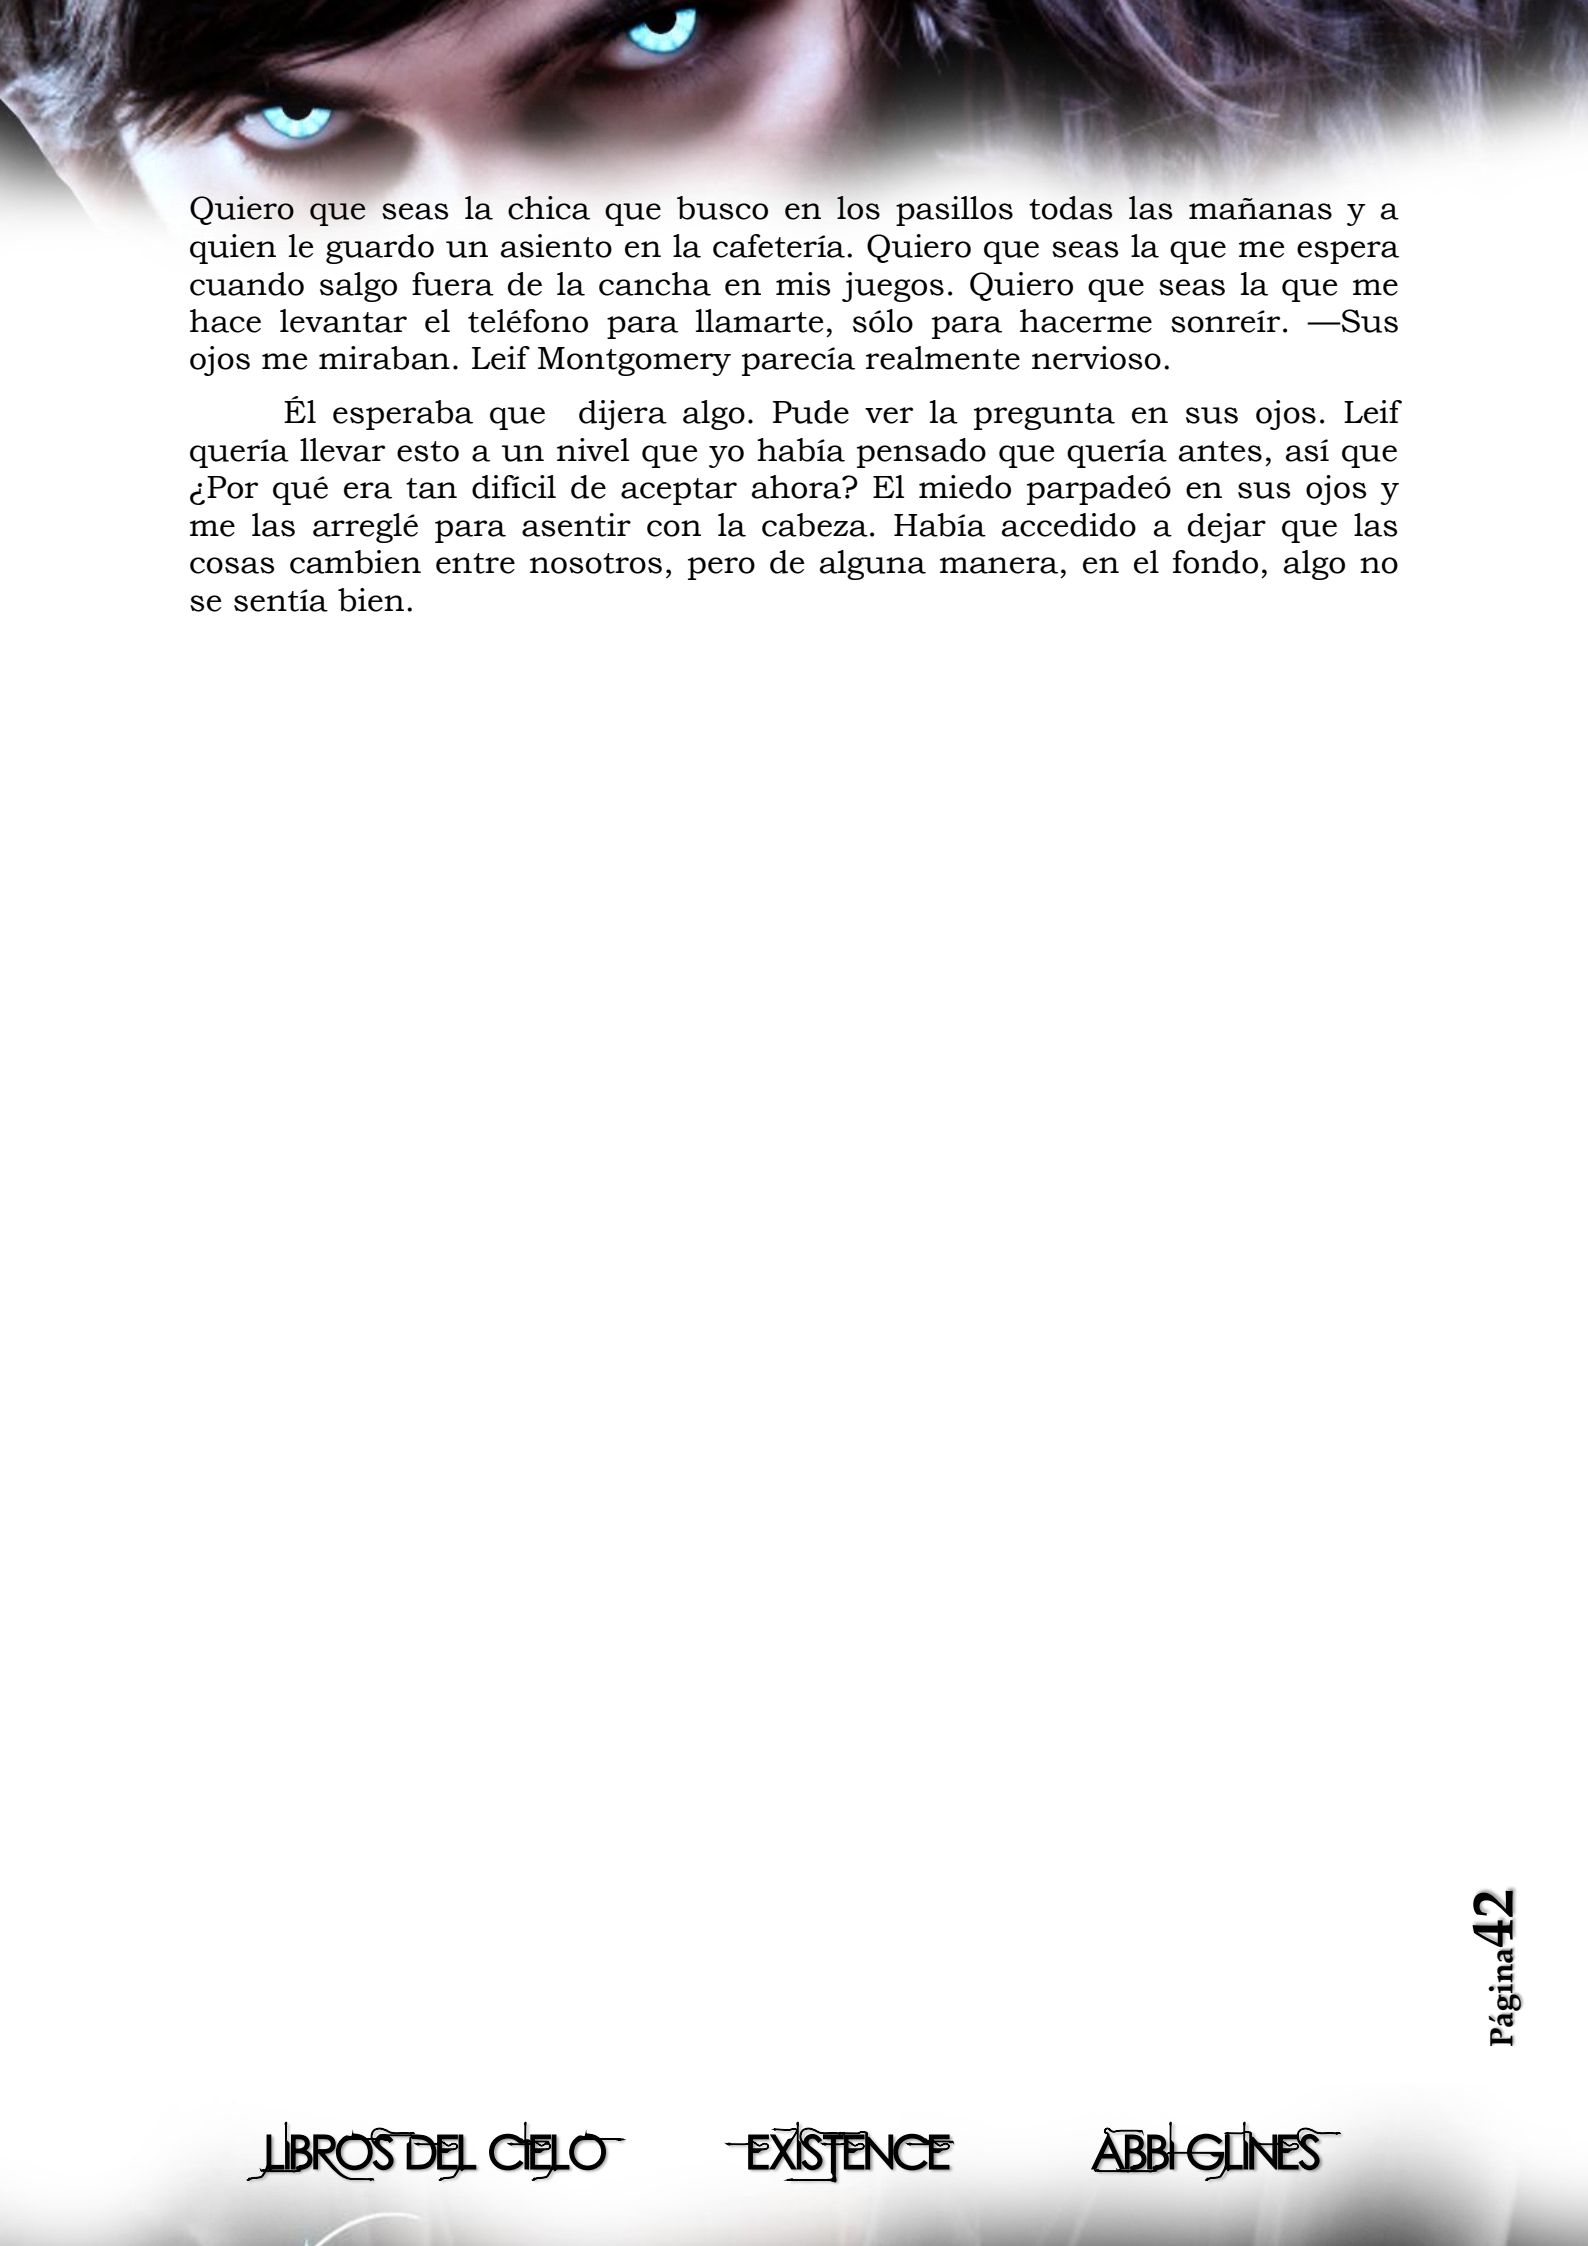 Quiero que seas la chica que busco en los pasillos todas las mañanas y a
quien le guardo un asiento en la cafetería. Quiero que seas la que me espera
cuando salgo fuera de la cancha en mis juegos. Quiero que seas la que me
hace levantar el teléfono para llamarte, sólo para hacerme sonreír. —Sus
ojos me miraban. Leif Montgomery parecía realmente nervioso.
Él esperaba que  dijera algo. Pude ver la pregunta en sus ojos. Leif
quería llevar esto a un nivel que yo había pensado que quería antes, así que
¿Por qué era tan difícil de aceptar ahora? El miedo parpadeó en sus ojos y
me las arreglé para asentir con la cabeza. Había accedido a dejar que las
cosas cambien entre nosotros, pero de alguna manera, en el fondo, algo no
se sentía bien.
Página42
LIBROS DEL CIELO EXISTENCE ABBI GLINES